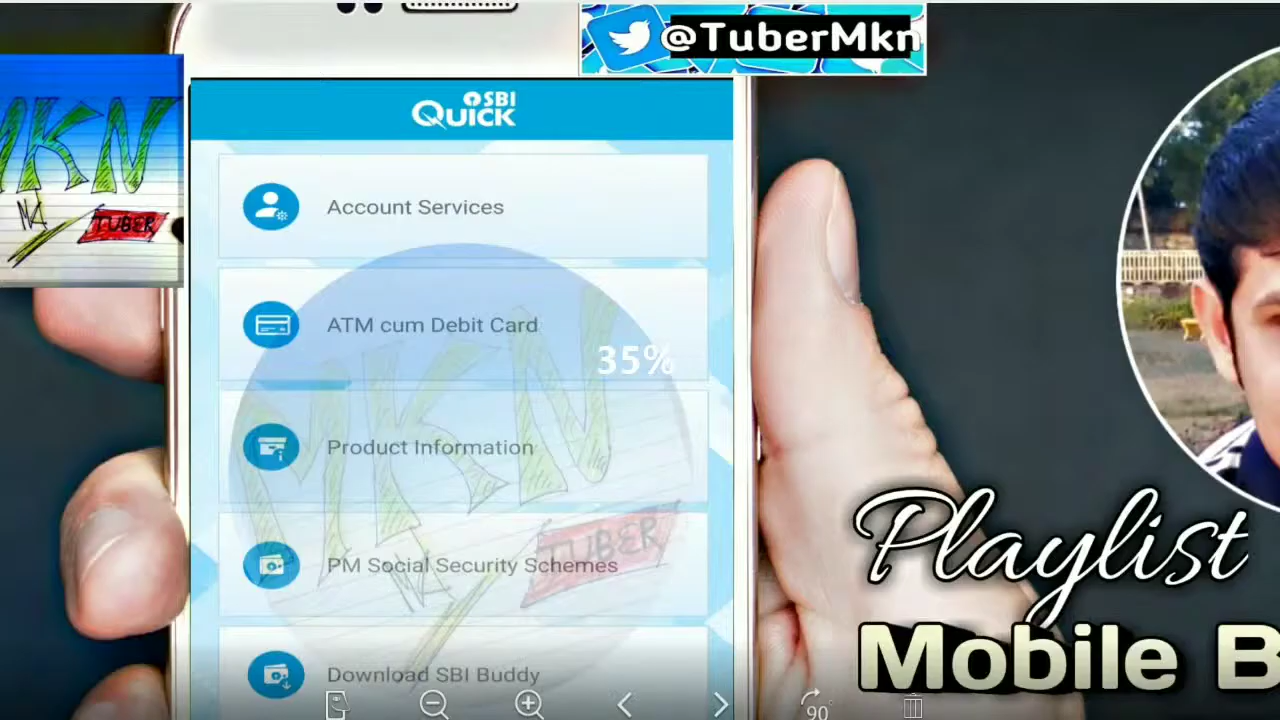 @TuberMkn
MKN
TUBER
SBI
QUICK
Account Services
ATM cum Debit Card
35%
Product Information
MKN
TUBER
PM Social Security Schemes
Download SBI Buddy
90°
Playlist
Mobile B